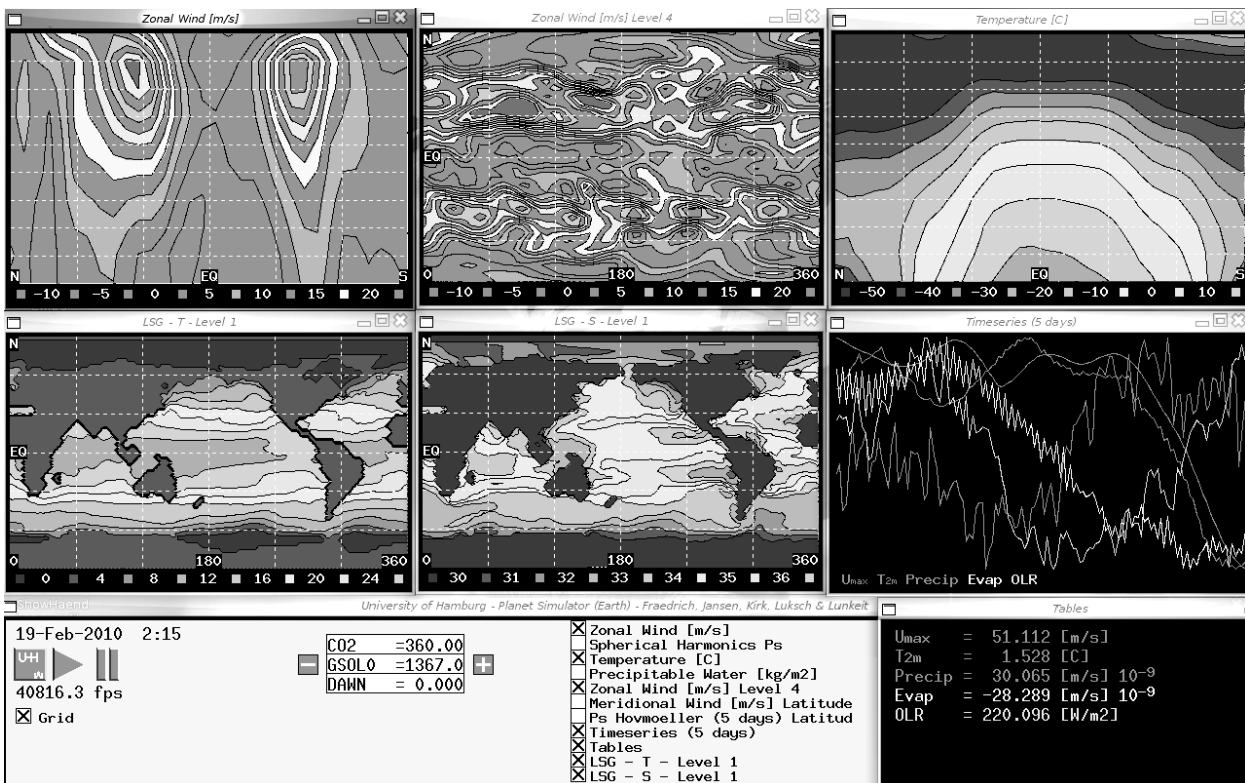 Zonal Wind [m/s]
N EQ S
-10 -5 0 5 10 15 20
Zonal Wind [m/s] Level 4
N
EQ
0 180 360
-10 -5 0 5 10 15 20
Temperature [C]
N EQ S
-50 -40 -30 -20 -10 0 10
LSG - T - Level 1
N
EQ
0 180 360
0 4 8 12 16 20 24
LSG - S - Level 1
N
EQ
0 180 360
30 31 32 33 34 35 36
Timeseries (5 days)
Umax T2m Precip Evap OLR
ShowHaend
University of Hamburg - Planet Simulator (Earth) - Fraedrich, Jansen, Kirk, Luksch & Lunkeit
19-Feb-2010 2:15
U+H
40816.3 fps
Grid
CO2 =360.00
GSOL0 =1367.0
DAWN = 0.000
Zonal Wind [m/s]
Spherical Harmonics Ps
Temperature [C]
Precipitable Water [kg/m2]
Zonal Wind [m/s] Level 4
Meridional Wind [m/s] Latitude
Ps Hovmoeller (5 days) Latitud
Timeseries (5 days)
Tables
LSG - T - Level 1
LSG - S - Level 1
Tables
Umax = 51.112 [m/s]
T2m = 1.528 [C]
Precip = 30.065 [m/s] 10-9
Evap = -28.289 [m/s] 10-9
OLR = 220.096 [W/m2]